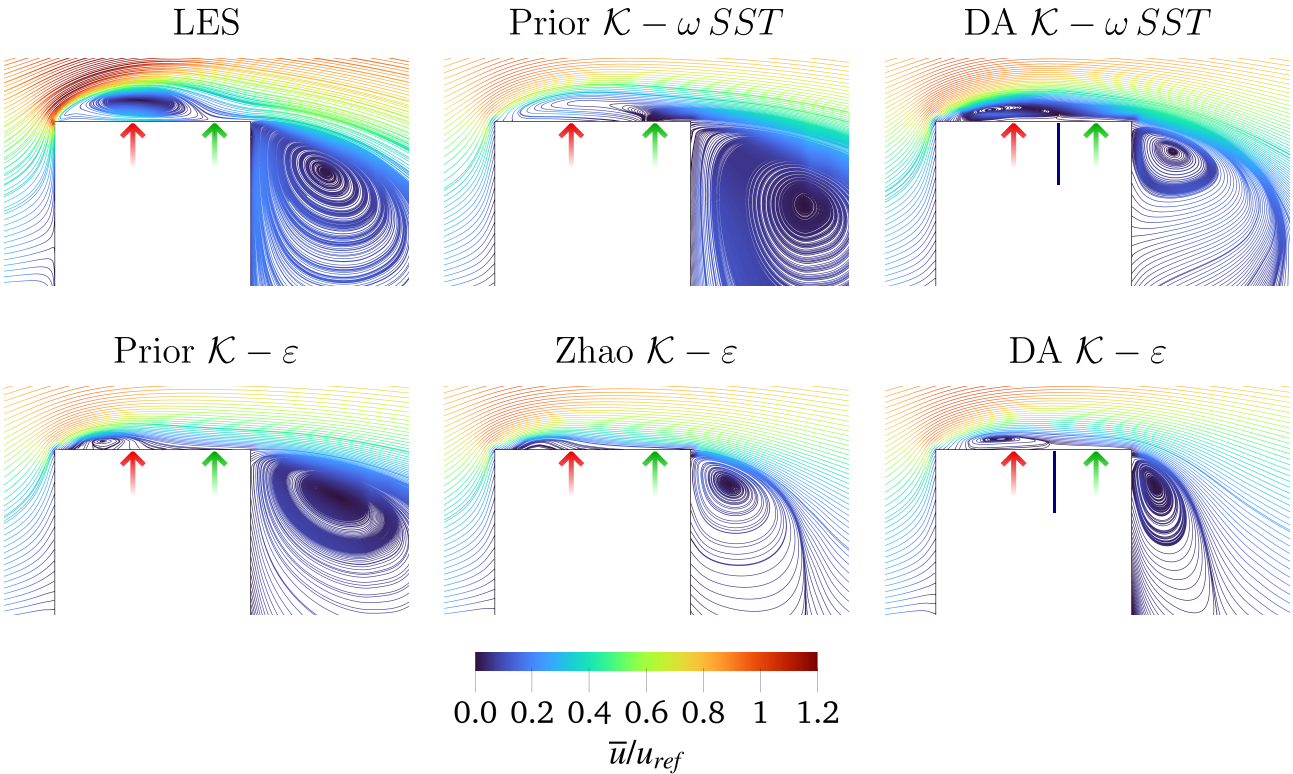 LES
Prior 𝒦 − ω SST
DA 𝒦 − ω SST
Prior 𝒦 − ε
Zhao 𝒦 − ε
DA 𝒦 − ε
0.0 0.2 0.4 0.6 0.8 1 1.2
u̅/u_ref